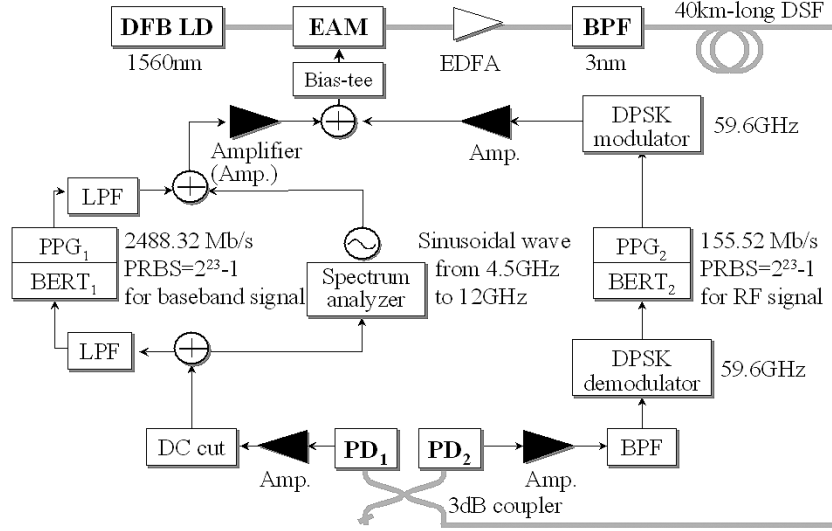 DFB LD
EAM
BPF
40km-long DSF
1560nm
EDFA
3nm
Bias-tee
DPSK
modulator
59.6GHz
Amplifier
(Amp.)
Amp.
LPF
PPG1
BERT1
2488.32 Mb/s
PRBS=2²³-1
for baseband signal
Sinusoidal wave
from 4.5GHz
to 12GHz
Spectrum
analyzer
PPG2
BERT2
155.52 Mb/s
PRBS=2²³-1
for RF signal
LPF
DPSK
demodulator
59.6GHz
DC cut
Amp.
PD1
PD2
Amp.
BPF
3dB coupler